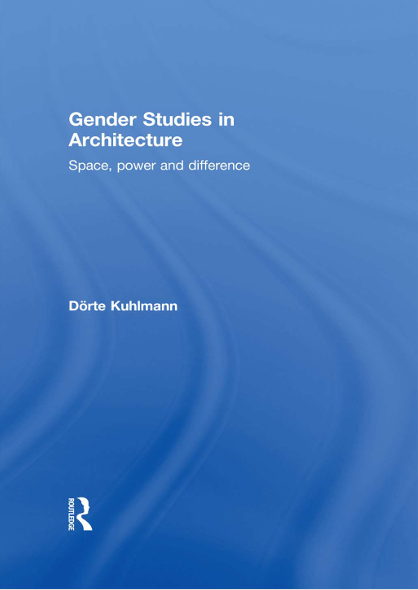 Gender Studies in
Architecture
Space, power and difference
Dörte Kuhlmann
ROUTLEDGE